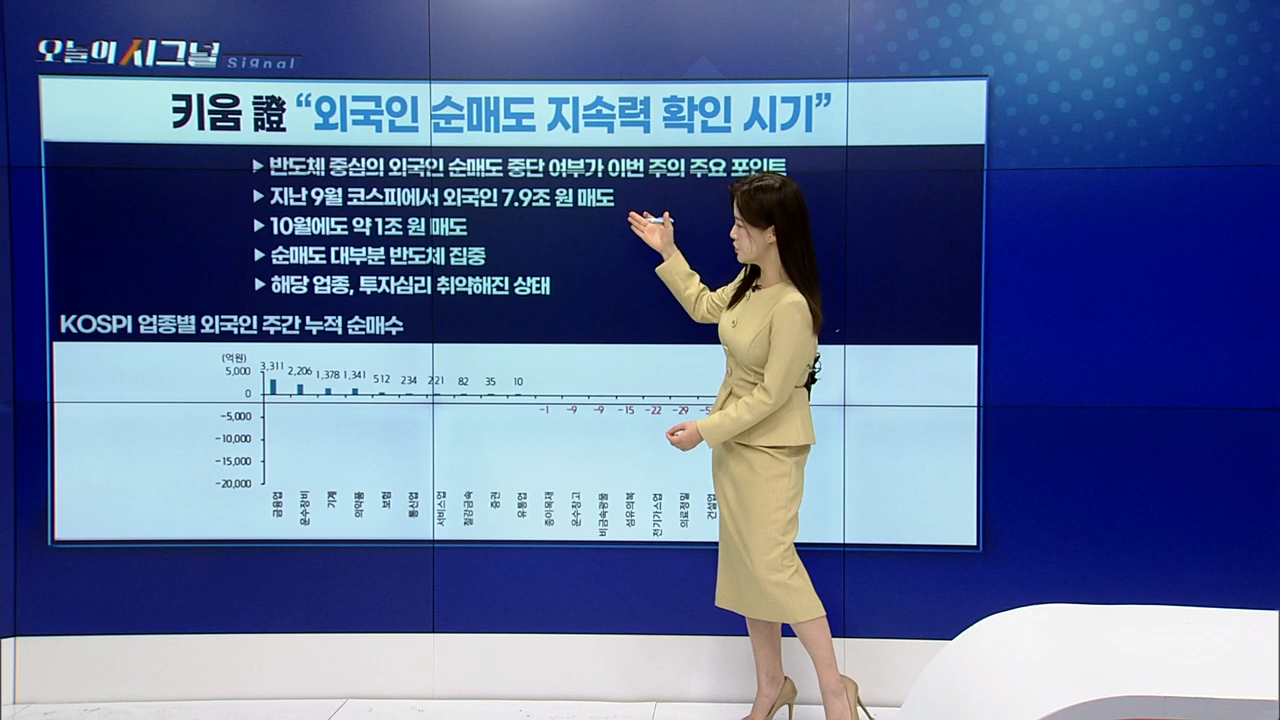 오늘의 시그널
Signal
키움 證 “외국인 순매도 지속력 확인 시기”
▶ 반도체 중심의 외국인 순매도 중단 여부가 이번 주의 주요 포인트
▶ 지난 9월 코스피에서 외국인 7.9조 원 매도
▶ 10월에도 약 1조 원 매도
▶ 순매도 대부분 반도체 집중
▶ 해당 업종, 투자심리 취약해진 상태
KOSPI 업종별 외국인 주간 누적 순매수
(억원)
3,311 2,206 1,378 1,341 512 234 221 82 35 10
5,000
0
-1 -9 -9 -15 -22 -29
-5,000
-10,000
-15,000
-20,000
금융업 운수장비 기계 의약품 보험 통신업 서비스업 철강금속 증권 유통업 종이목재 운수창고 비금속광물 섬유의복 전기가스업 의료정밀 건설업